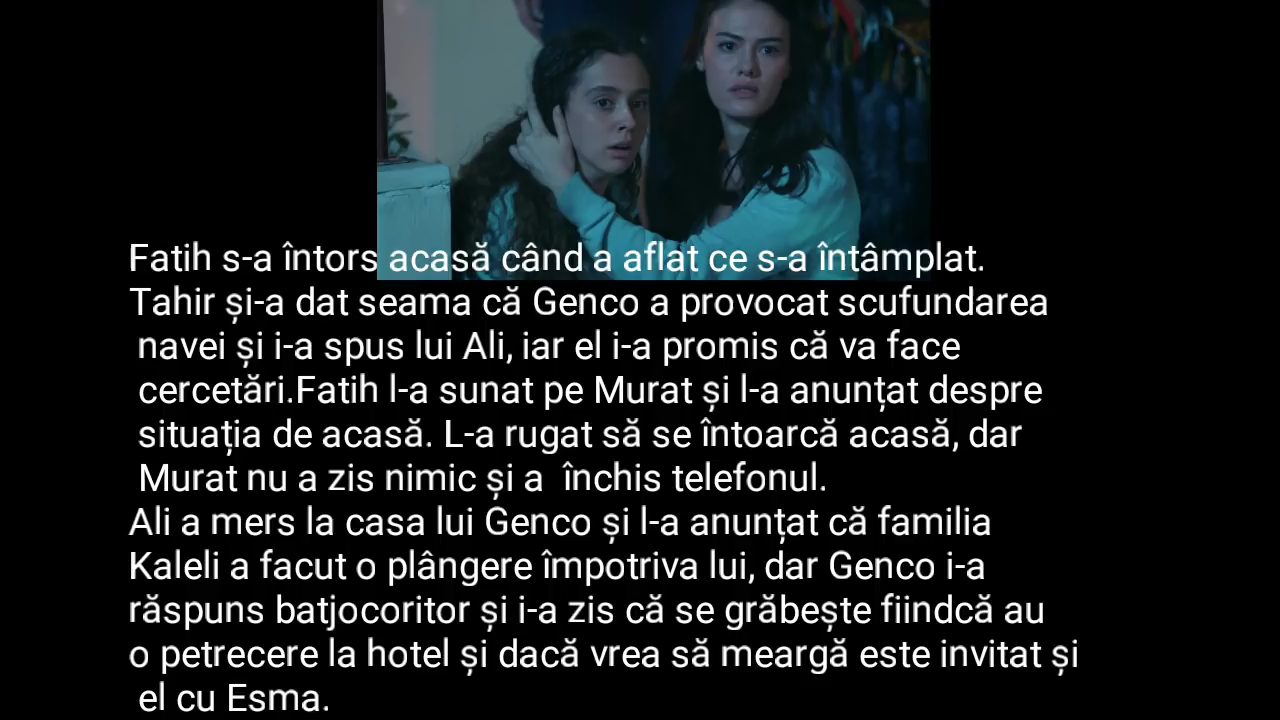 Fatih s-a întors acasă când a aflat ce s-a întâmplat.
Tahir și-a dat seama că Genco a provocat scufundarea
navei și i-a spus lui Ali, iar el i-a promis că va face
cercetări.Fatih l-a sunat pe Murat și l-a anunțat despre
situația de acasă. L-a rugat să se întoarcă acasă, dar
Murat nu a zis nimic și a  închis telefonul.
Ali a mers la casa lui Genco și l-a anunțat că familia
Kaleli a facut o plângere împotriva lui, dar Genco i-a
răspuns batjocoritor și i-a zis că se grăbește fiindcă au
o petrecere la hotel și dacă vrea să meargă este invitat și
el cu Esma.